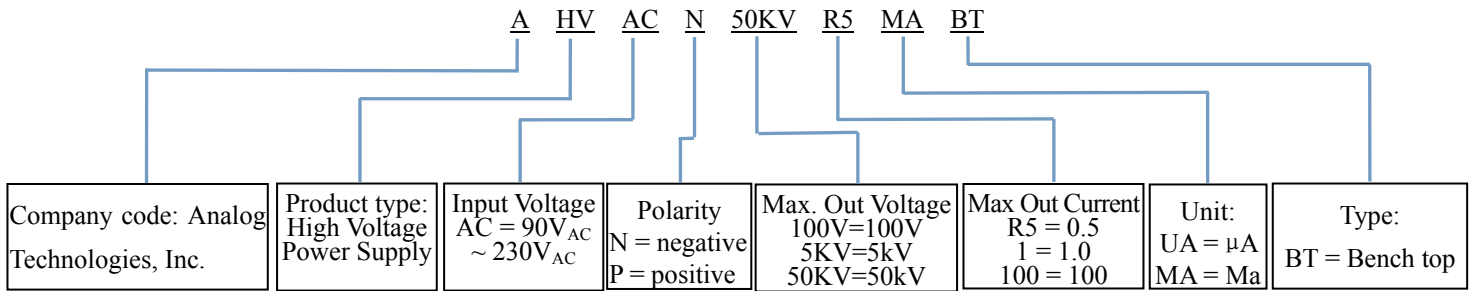 A HV AC N 50KV R5 MA BT
Company code: Analog
Technologies, Inc.
Product type:
High Voltage
Power Supply
Input Voltage
AC = 90VAC
~ 230VAC
Polarity
N = negative
P = positive
Max. Out Voltage
100V=100V
5KV=5kV
50KV=50kV
Max Out Current
R5 = 0.5
1 = 1.0
100 = 100
Unit:
UA = μA
MA = Ma
Type:
BT = Bench top